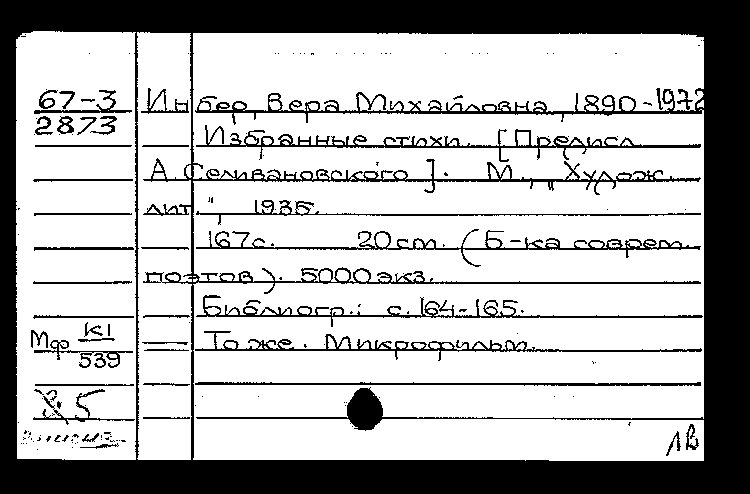 67-3 Инбер, Вера Михайловна, 1890-1972
2873 Избранные стихи. [Предисл.
А. Селивановского]. М., „Худож.
лит.", 1935.
167 с. 20 см. (Б-ка соврем.
поэтов). 5000 экз.
Библиогр.: с. 164-165.
Мф К1/539 — То же. Микрофильм.
5
ЛВ